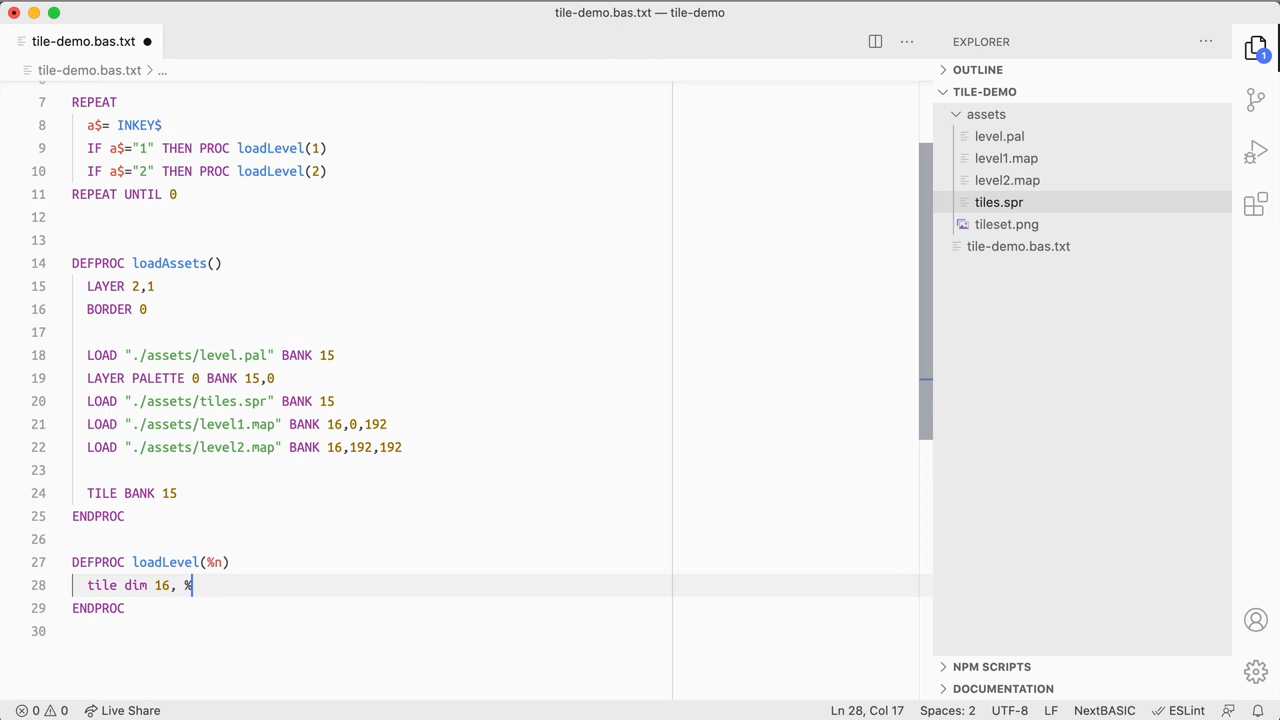 tile-demo.bas.txt — tile-demo
tile-demo.bas.txt
tile-demo.bas.txt > ...
7 REPEAT
8 a$= INKEY$
9 IF a$="1" THEN PROC loadLevel(1)
10 IF a$="2" THEN PROC loadLevel(2)
11 REPEAT UNTIL 0
12
13
14 DEFPROC loadAssets()
15 LAYER 2,1
16 BORDER 0
17
18 LOAD "./assets/level.pal" BANK 15
19 LAYER PALETTE 0 BANK 15,0
20 LOAD "./assets/tiles.spr" BANK 15
21 LOAD "./assets/level1.map" BANK 16,0,192
22 LOAD "./assets/level2.map" BANK 16,192,192
23
24 TILE BANK 15
25 ENDPROC
26
27 DEFPROC loadLevel(%n)
28 tile dim 16, %
29 ENDPROC
30
EXPLORER
OUTLINE
TILE-DEMO
assets
level.pal
level1.map
level2.map
tiles.spr
tileset.png
tile-demo.bas.txt
NPM SCRIPTS
DOCUMENTATION
1
0 0 Live Share Ln 28, Col 17 Spaces: 2 UTF-8 LF NextBASIC ESLint